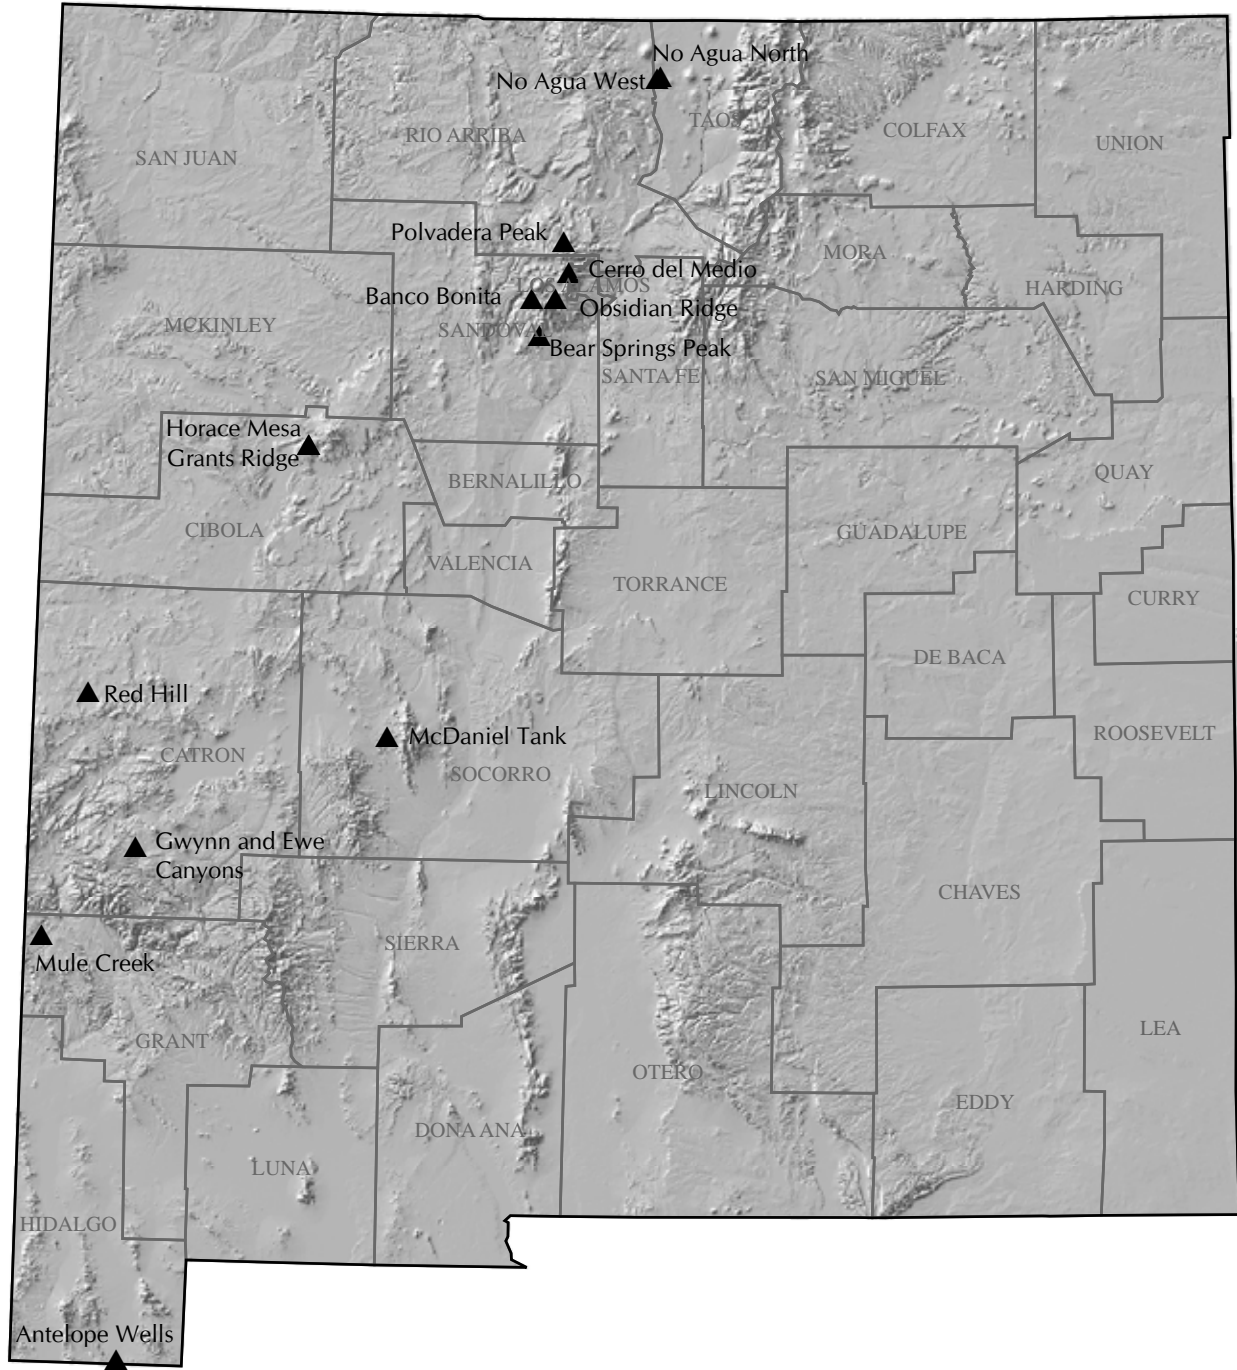 No Agua North
No Agua West
TAOS
COLFAX
RIO ARRIBA
UNION
SAN JUAN
Polvadera Peak
MORA
Cerro del Medio
LOS ALAMOS
HARDING
Banco Bonita
Obsidian Ridge
MCKINLEY
SANDOVAL
Bear Springs Peak
SANTA FE
SAN MIGUEL
Horace Mesa
Grants Ridge
QUAY
BERNALILLO
CIBOLA
GUADALUPE
VALENCIA
TORRANCE
CURRY
DE BACA
Red Hill
McDaniel Tank
ROOSEVELT
CATRON
SOCORRO
LINCOLN
Gwynn and Ewe
Canyons
CHAVES
SIERRA
Mule Creek
LEA
GRANT
OTERO
EDDY
DONA ANA
LUNA
HIDALGO
Antelope Wells